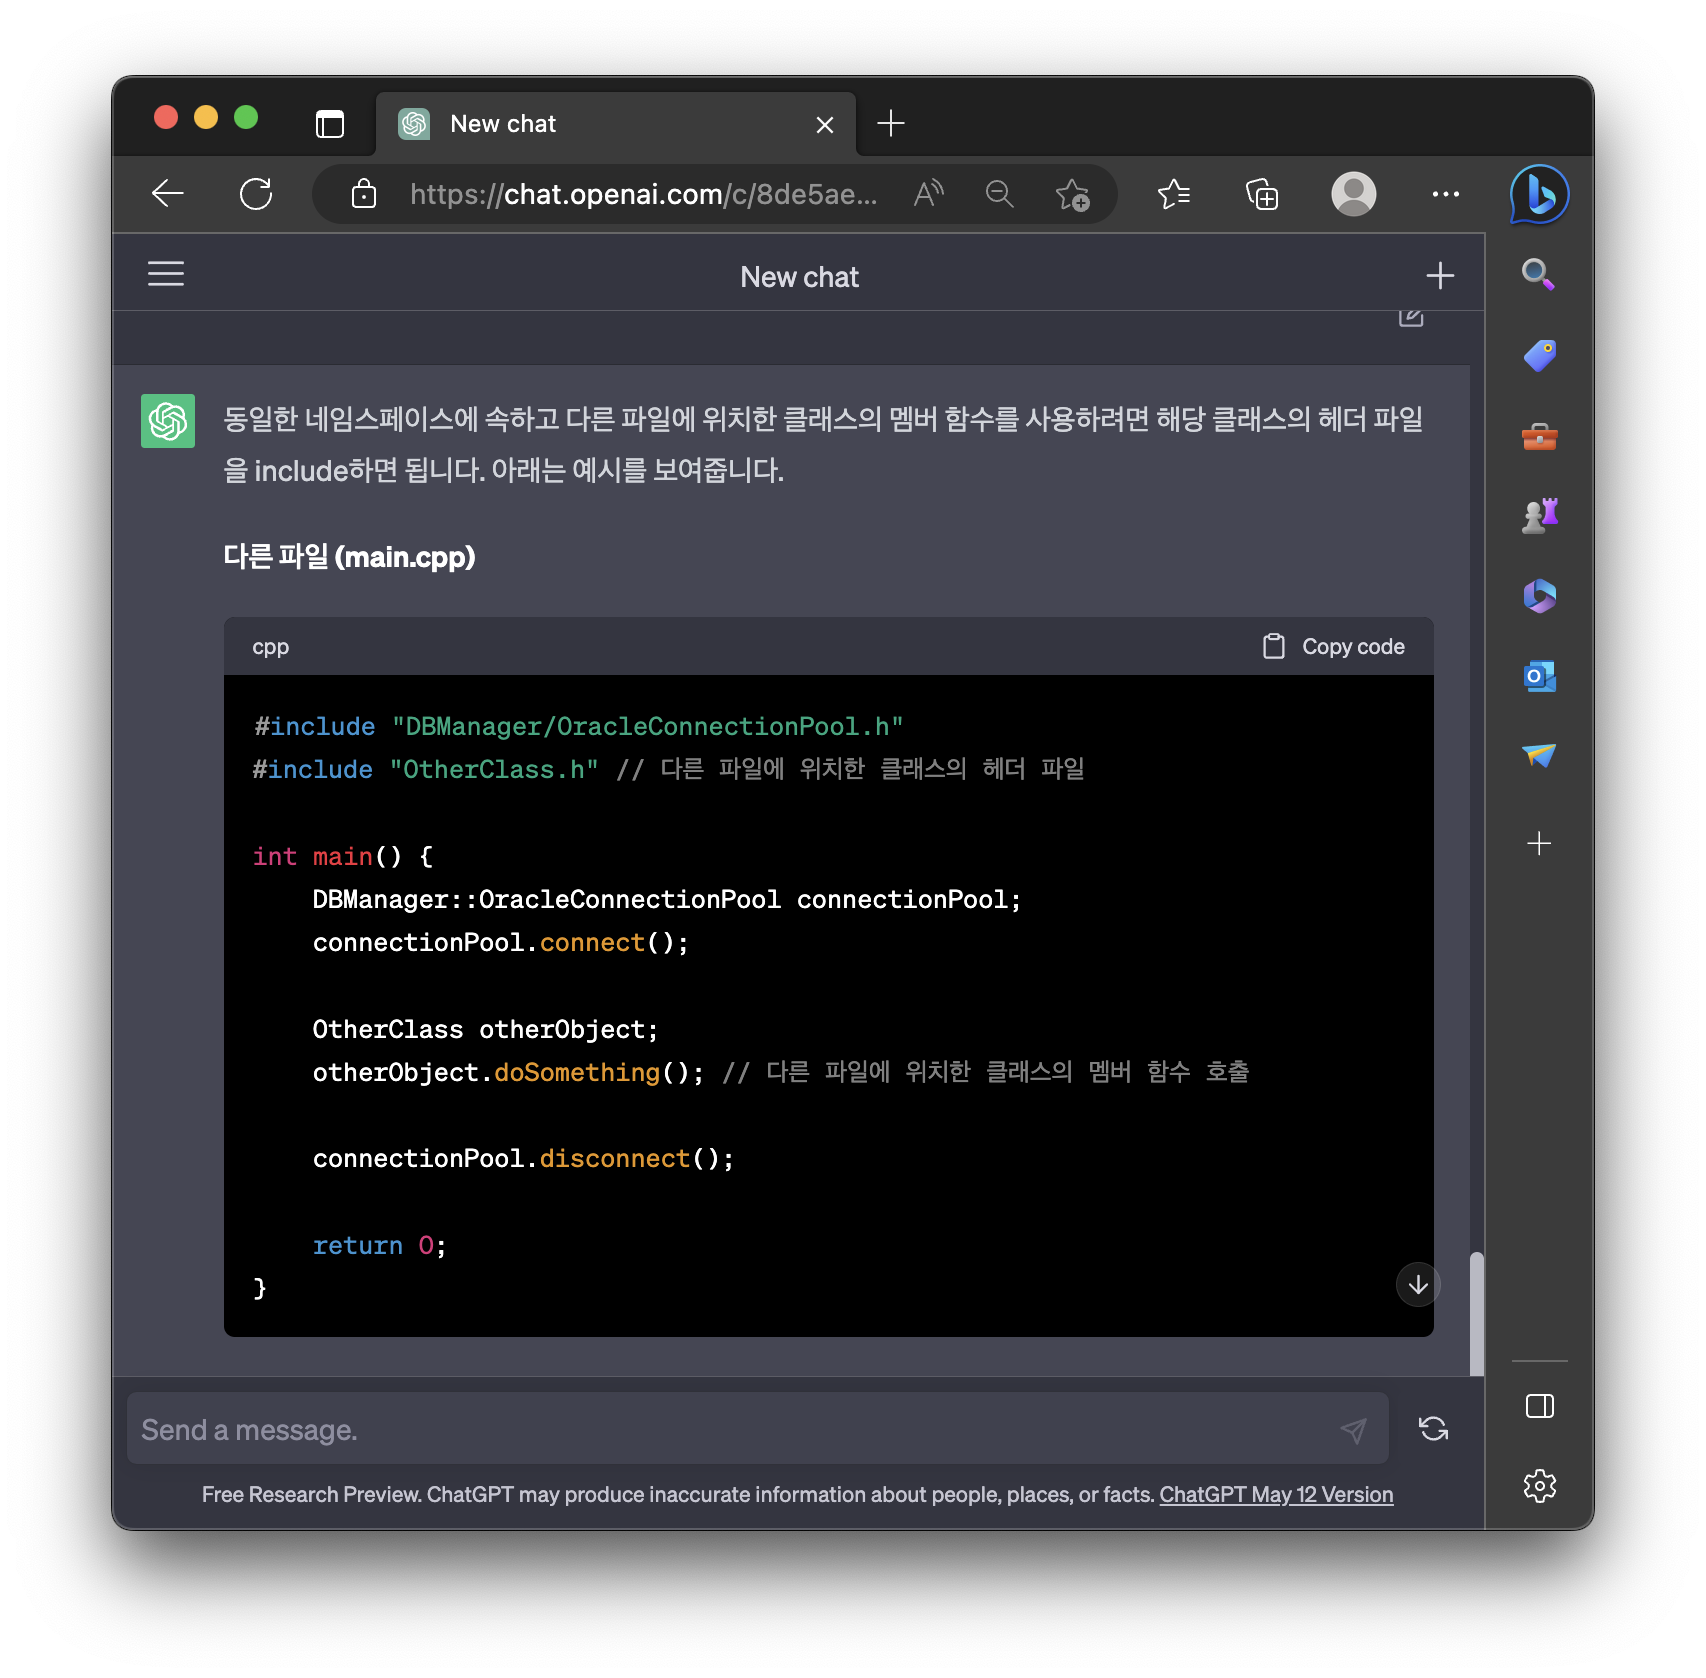 New chat
https://chat.openai.com/c/8de5ae...
New chat
동일한 네임스페이스에 속하고 다른 파일에 위치한 클래스의 멤버 함수를 사용하려면 해당 클래스의 헤더 파일
을 include하면 됩니다. 아래는 예시를 보여줍니다.
다른 파일 (main.cpp)
cpp
Copy code
#include "DBManager/OracleConnectionPool.h"
#include "OtherClass.h" // 다른 파일에 위치한 클래스의 헤더 파일
int main() {
    DBManager::OracleConnectionPool connectionPool;
    connectionPool.connect();
    OtherClass otherObject;
    otherObject.doSomething(); // 다른 파일에 위치한 클래스의 멤버 함수 호출
    connectionPool.disconnect();
    return 0;
}
Send a message.
Free Research Preview. ChatGPT may produce inaccurate information about people, places, or facts. ChatGPT May 12 Version